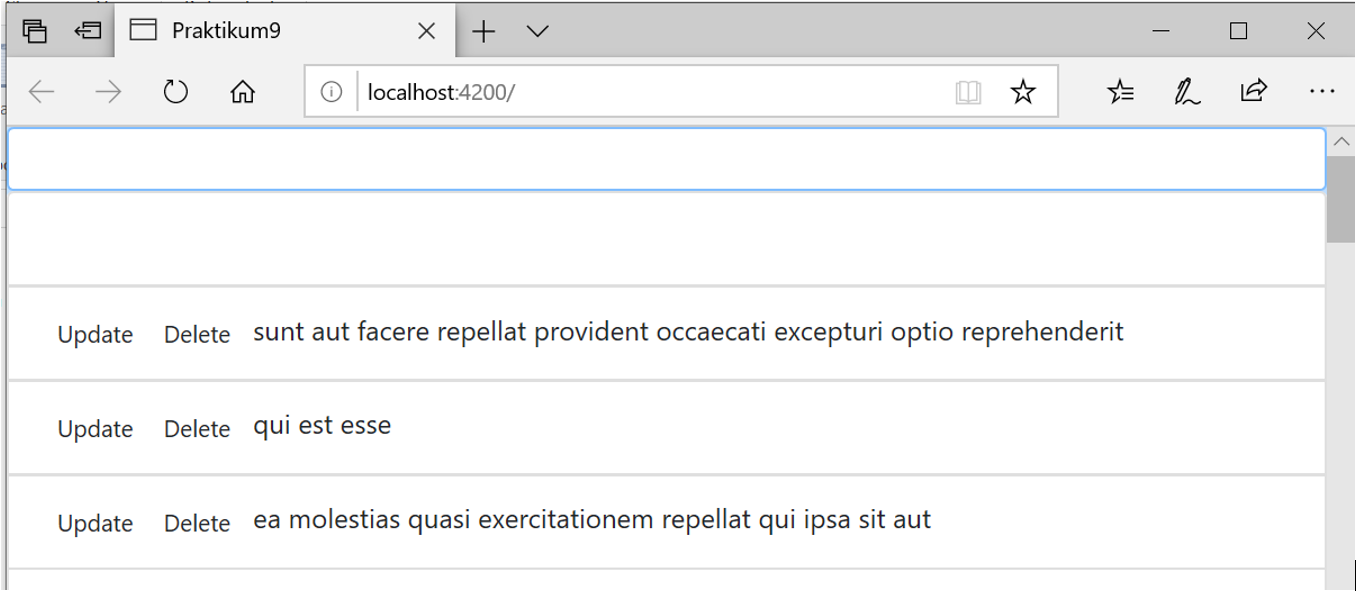 Praktikum9
localhost:4200/
Update Delete sunt aut facere repellat provident occaecati excepturi optio reprehenderit
Update Delete qui est esse
Update Delete ea molestias quasi exercitationem repellat qui ipsa sit aut